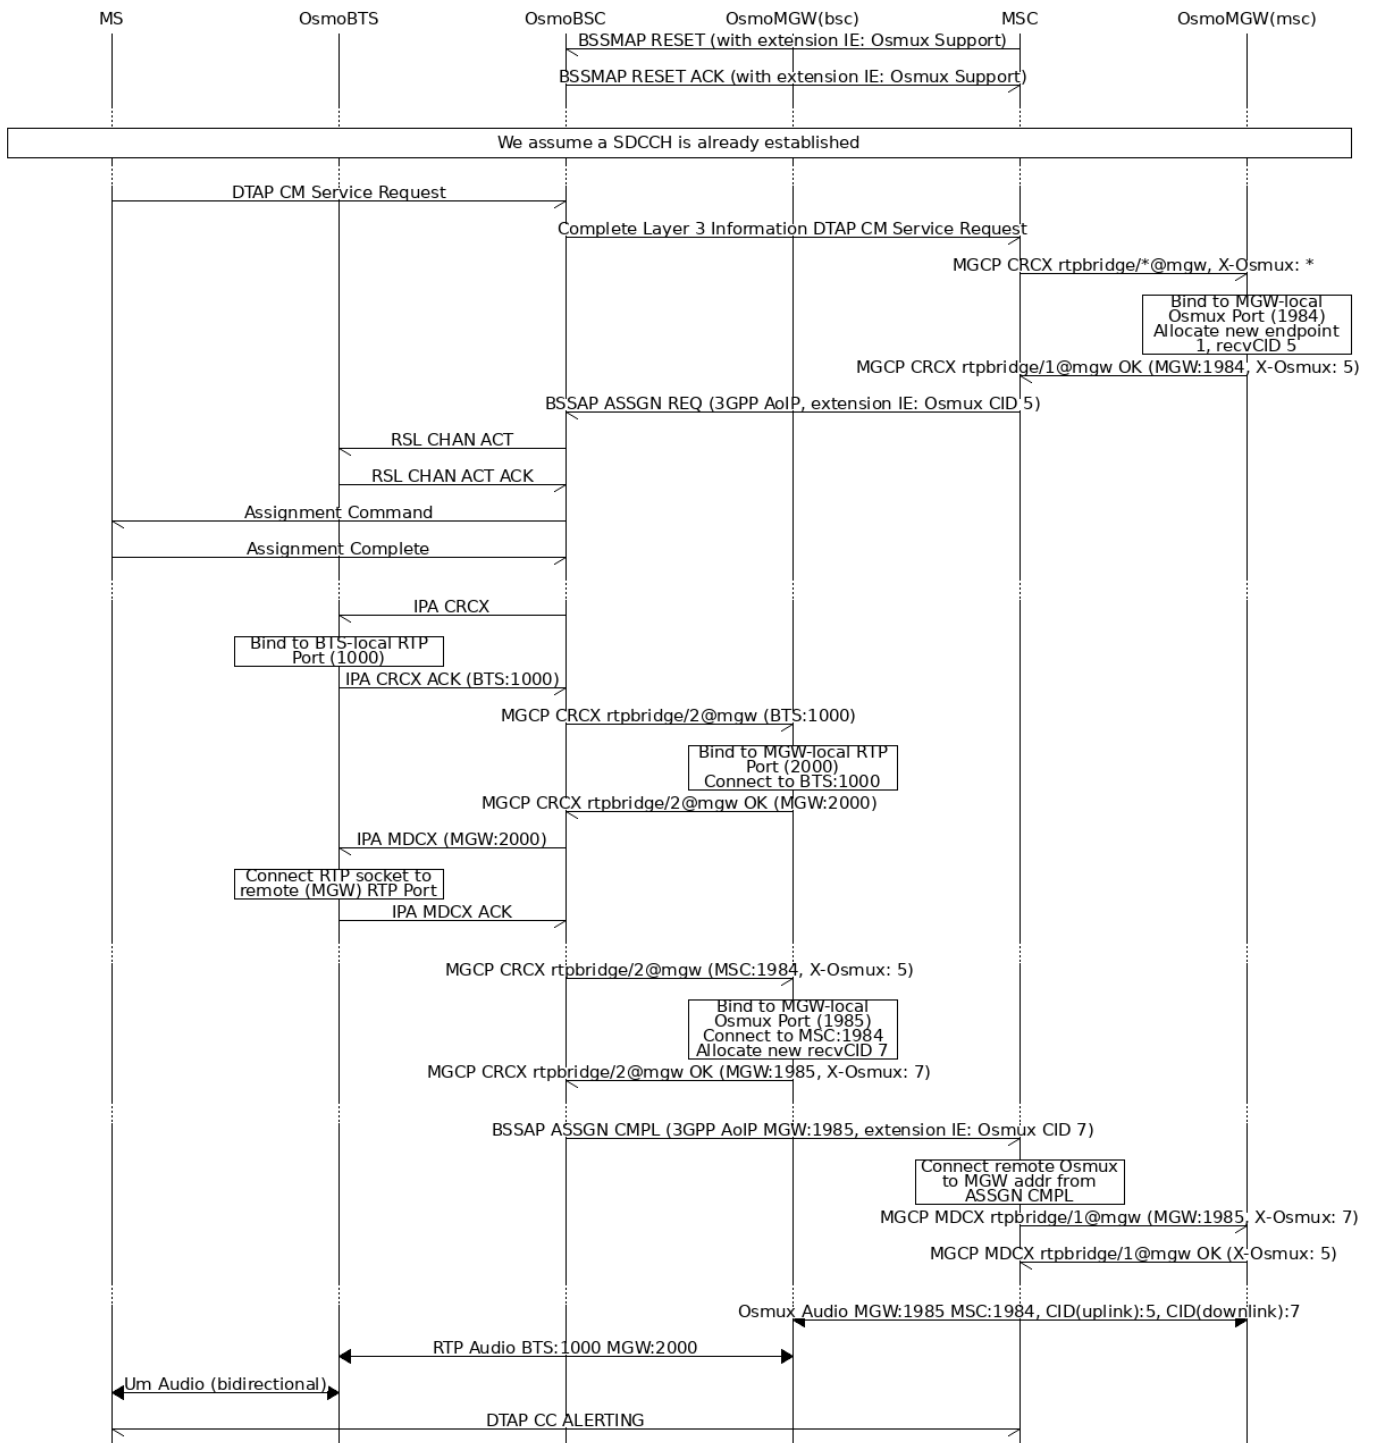 MS OsmoBTS OsmoBSC OsmoMGW(bsc) MSC OsmoMGW(msc)
BSSMAP RESET (with extension IE: Osmux Support)
BSSMAP RESET ACK (with extension IE: Osmux Support)
We assume a SDCCH is already established
DTAP CM Service Request
Complete Layer 3 Information DTAP CM Service Request
MGCP CRCX rtpbridge/*@mgw, X-Osmux: *
Bind to MGW-local
Osmux Port (1984)
Allocate new endpoint
1, recvCID 5
MGCP CRCX rtpbridge/1@mgw OK (MGW:1984, X-Osmux: 5)
BSSAP ASSGN REQ (3GPP AoIP, extension IE: Osmux CID 5)
RSL CHAN ACT
RSL CHAN ACT ACK
Assignment Command
Assignment Complete
IPA CRCX
Bind to BTS-local RTP
Port (1000)
IPA CRCX ACK (BTS:1000)
MGCP CRCX rtpbridge/2@mgw (BTS:1000)
Bind to MGW-local RTP
Port (2000)
Connect to BTS:1000
MGCP CRCX rtpbridge/2@mgw OK (MGW:2000)
IPA MDCX (MGW:2000)
Connect RTP socket to
remote (MGW) RTP Port
IPA MDCX ACK
MGCP CRCX rtpbridge/2@mgw (MSC:1984, X-Osmux: 5)
Bind to MGW-local
Osmux Port (1985)
Connect to MSC:1984
Allocate new recvCID 7
MGCP CRCX rtpbridge/2@mgw OK (MGW:1985, X-Osmux: 7)
BSSAP ASSGN CMPL (3GPP AoIP MGW:1985, extension IE: Osmux CID 7)
Connect remote Osmux
to MGW addr from
ASSGN CMPL
MGCP MDCX rtpbridge/1@mgw (MGW:1985, X-Osmux: 7)
MGCP MDCX rtpbridge/1@mgw OK (X-Osmux: 5)
Osmux Audio MGW:1985 MSC:1984, CID(uplink):5, CID(downlink):7
RTP Audio BTS:1000 MGW:2000
Um Audio (bidirectional)
DTAP CC ALERTING